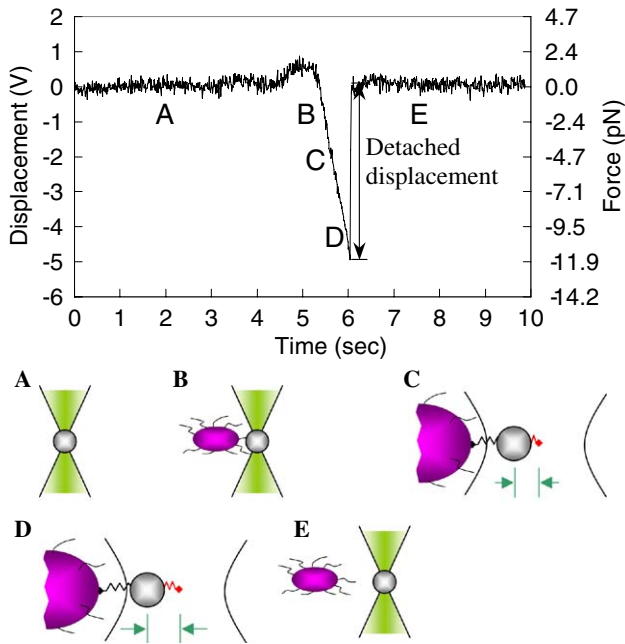 2
1
0
-1
-2
-3
-4
-5
-6
Displacement (V)
4.7
2.4
0.0
-2.4
-4.7
-7.1
-9.5
-11.9
-14.2
Force (pN)
A
B
C
D
E
Detached
displacement
0 1 2 3 4 5 6 7 8 9 10
Time (sec)
A
B
C
D
E